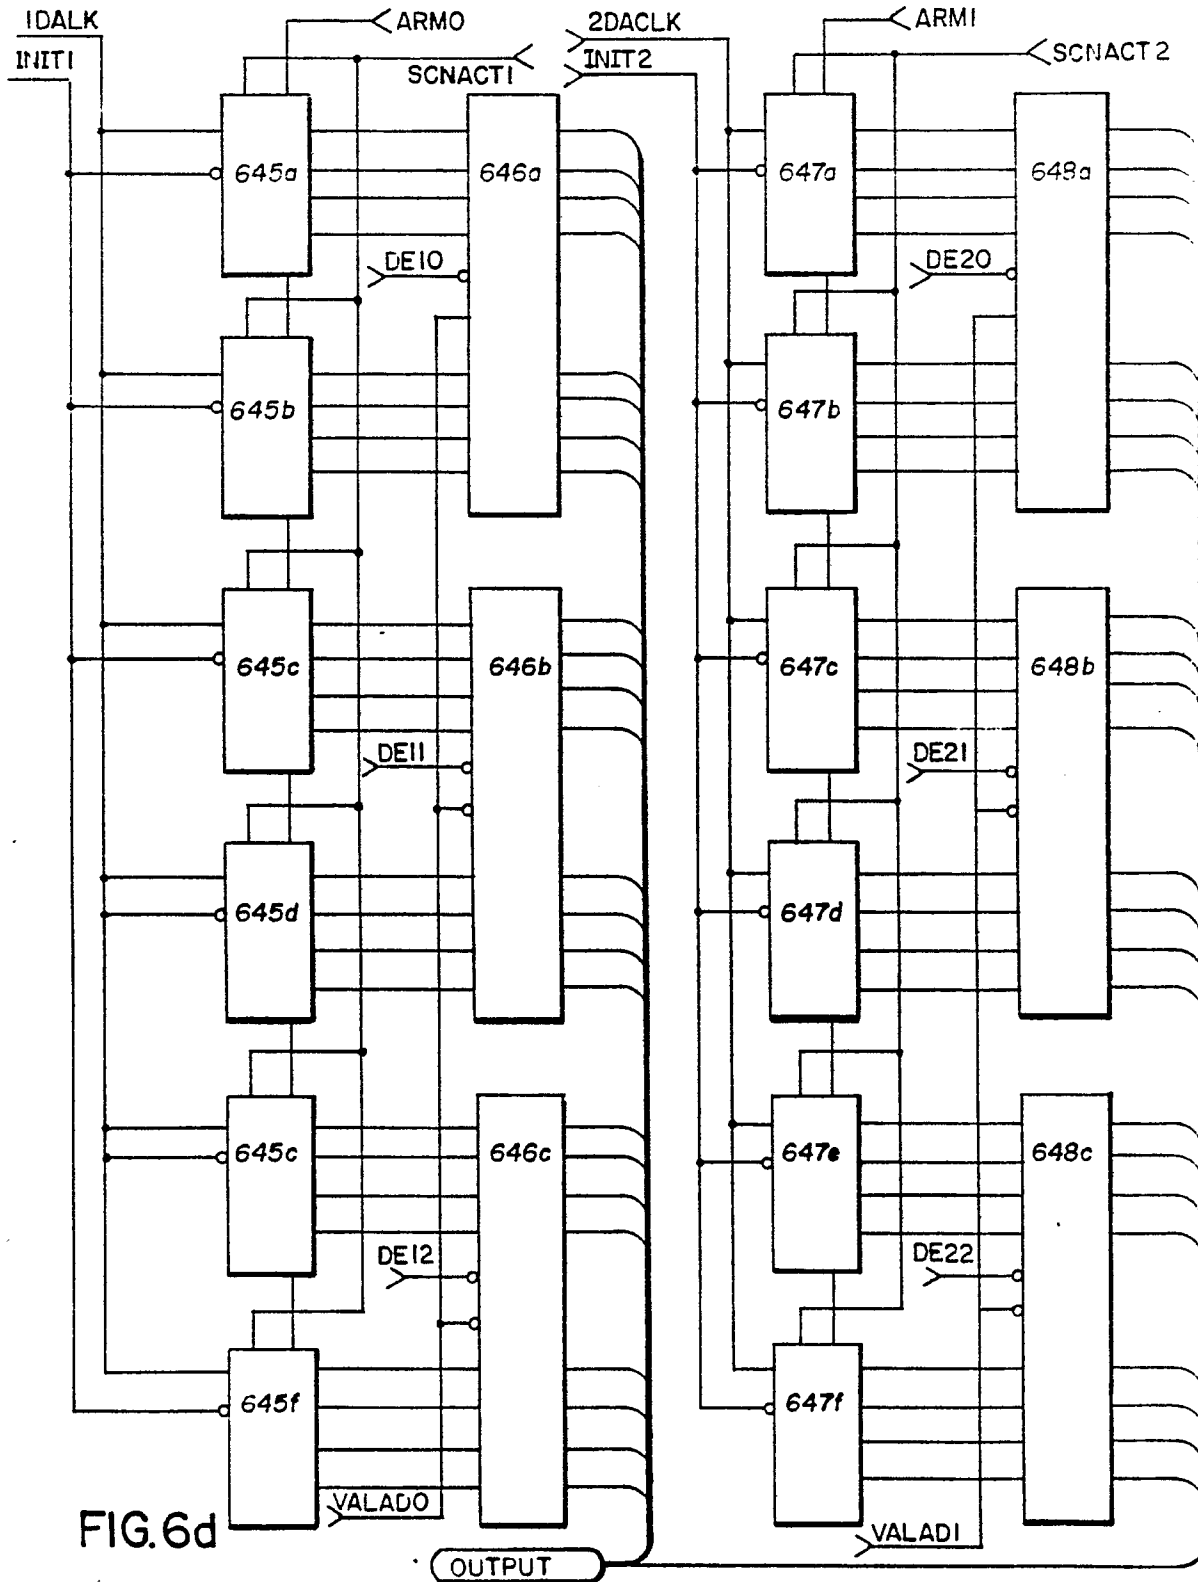 1DALK
ARM0
2DACLK
ARM1
INIT1
SCNACT1
INIT2
SCNACT2
645a
646a
647a
648a
DE10
DE20
645b
647b
645c
646b
647c
648b
DE11
DE21
645d
647d
645c
646c
647e
648c
DE12
DE22
645f
647f
VALAD0
VALAD1
FIG.6d
OUTPUT